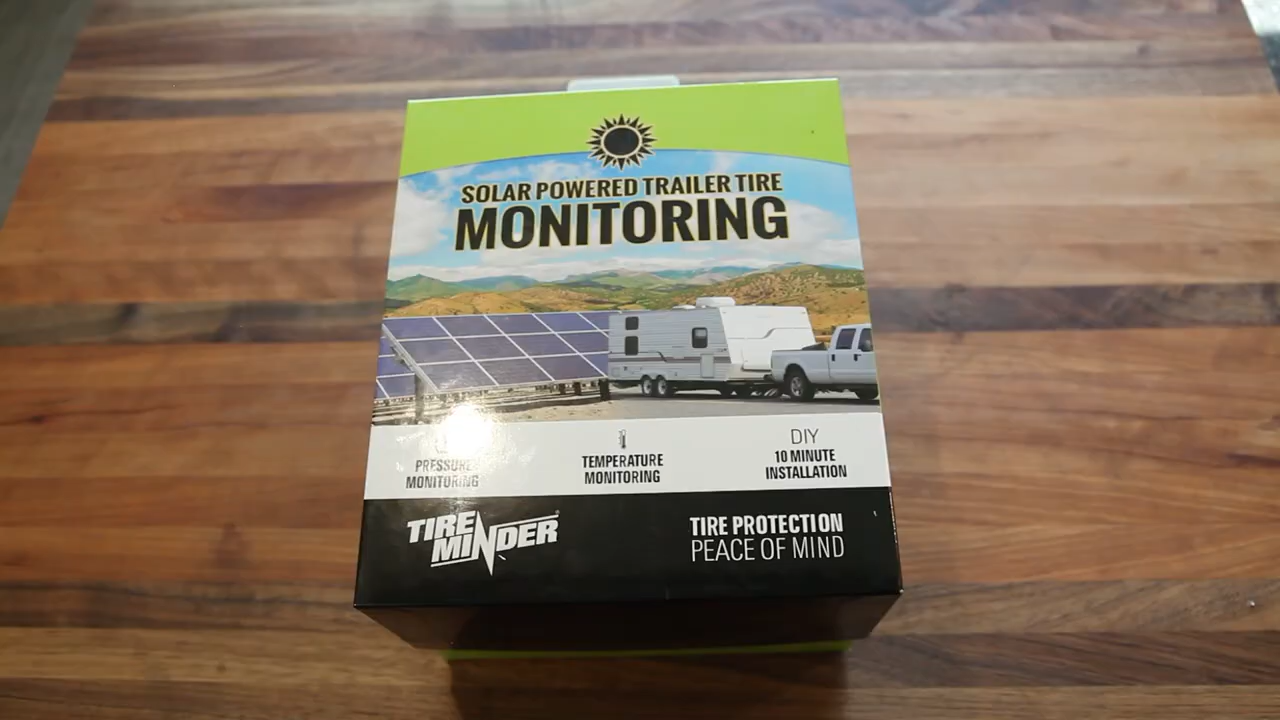 SOLAR POWERED TRAILER TIRE
MONITORING
PRESSURE
MONITORING
TEMPERATURE
MONITORING
DIY
10 MINUTE
INSTALLATION
TIRE
MINDER
TIRE PROTECTION
PEACE OF MIND